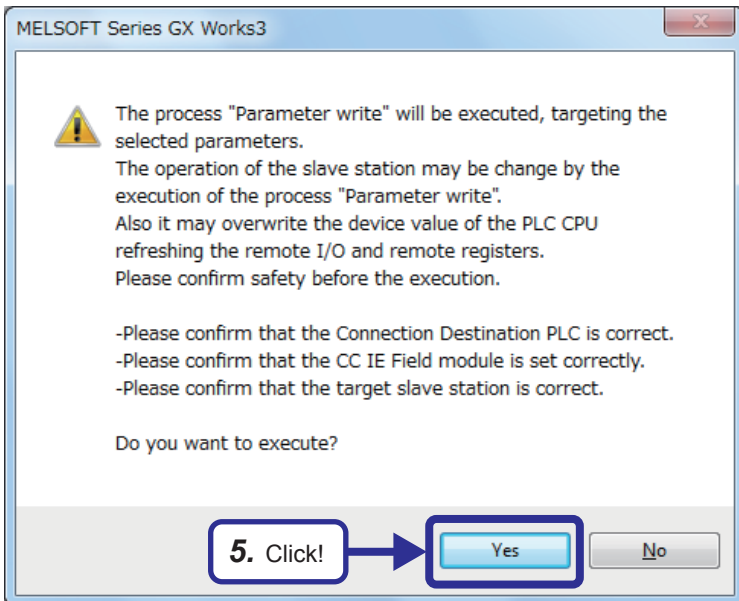 MELSOFT Series GX Works3
The process "Parameter write" will be executed, targeting the
selected parameters.
The operation of the slave station may be change by the
execution of the process "Parameter write".
Also it may overwrite the device value of the PLC CPU
refreshing the remote I/O and remote registers.
Please confirm safety before the execution.
-Please confirm that the Connection Destination PLC is correct.
-Please confirm that the CC IE Field module is set correctly.
-Please confirm that the target slave station is correct.
Do you want to execute?
5. Click!
Yes
No